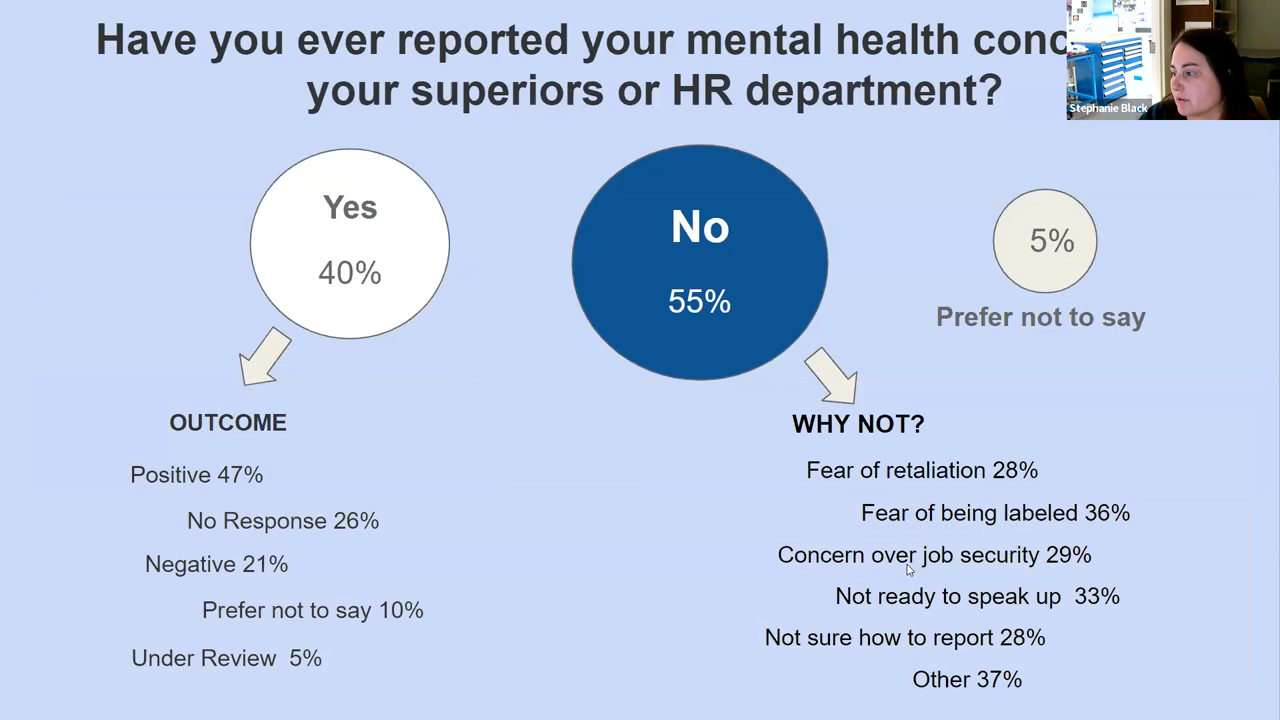 Have you ever reported your mental health conc
your superiors or HR department?
Stephanie Black
Yes
40%
No
55%
5%
Prefer not to say
OUTCOME
Positive 47%
No Response 26%
Negative 21%
Prefer not to say 10%
Under Review 5%
WHY NOT?
Fear of retaliation 28%
Fear of being labeled 36%
Concern over job security 29%
Not ready to speak up 33%
Not sure how to report 28%
Other 37%